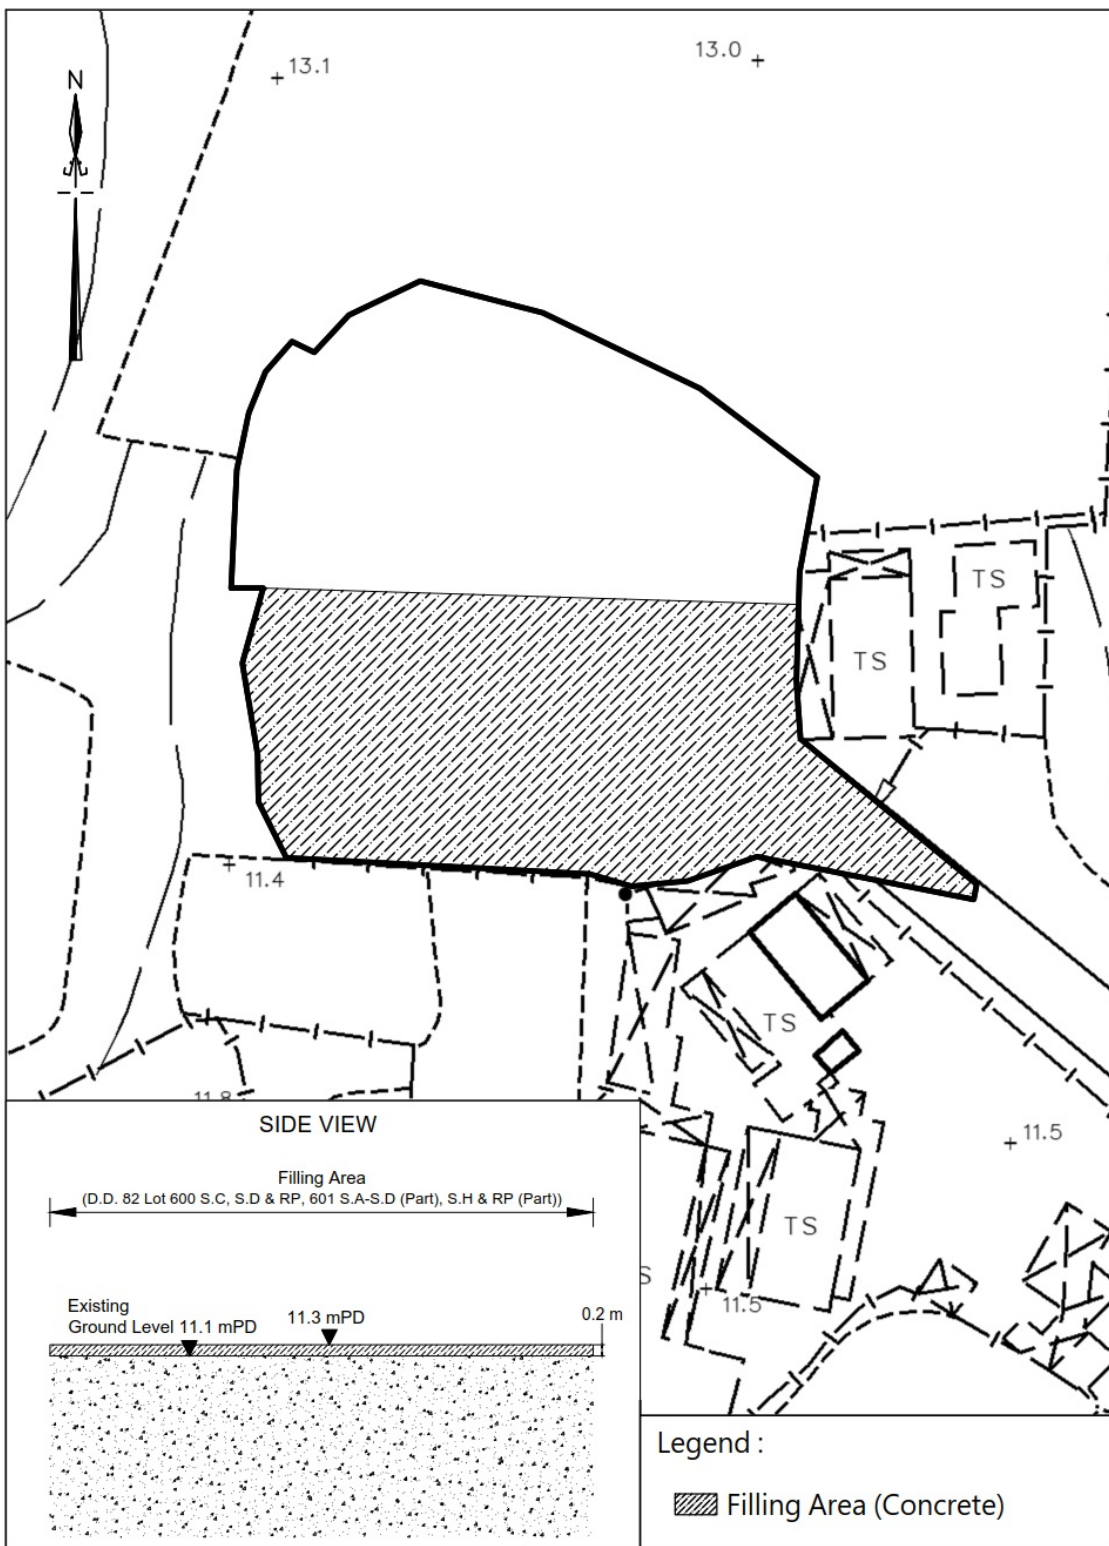 13.1
13.0
N
TS
TS
11.4
TS
11.8
11.5
TS
S
11.5
SIDE VIEW
Filling Area
(D.D. 82 Lot 600 S.C, S.D & RP, 601 S.A-S.D (Part), S.H & RP (Part))
Existing
Ground Level 11.1 mPD
11.3 mPD
0.2 m
Legend :
Filling Area (Concrete)